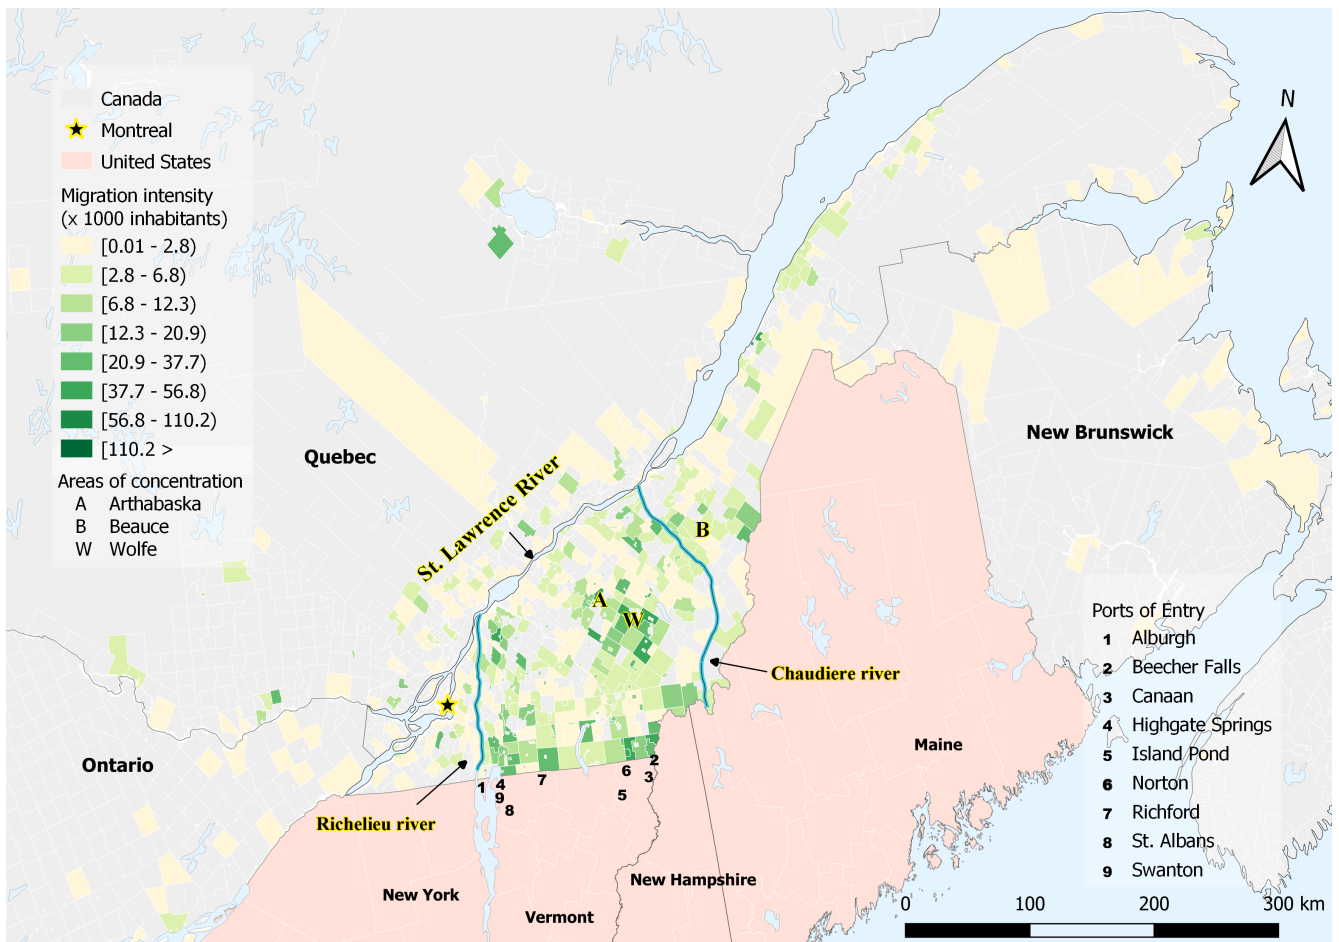 Canada
Montreal
United States
Migration intensity
(x 1000 inhabitants)
[0.01 - 2.8)
[2.8 - 6.8)
[6.8 - 12.3)
[12.3 - 20.9)
[20.9 - 37.7)
[37.7 - 56.8)
[56.8 - 110.2)
[110.2 >
Areas of concentration
A Arthabaska
B Beauce
W Wolfe
N
Quebec
New Brunswick
St. Lawrence River
B
A
W
Chaudiere river
Ontario
Maine
Richelieu river
1
4
9
8
7
6
5
2
3
New York
Vermont
New Hampshire
Ports of Entry
1 Alburgh
2 Beecher Falls
3 Canaan
4 Highgate Springs
5 Island Pond
6 Norton
7 Richford
8 St. Albans
9 Swanton
0 100 200 300 km